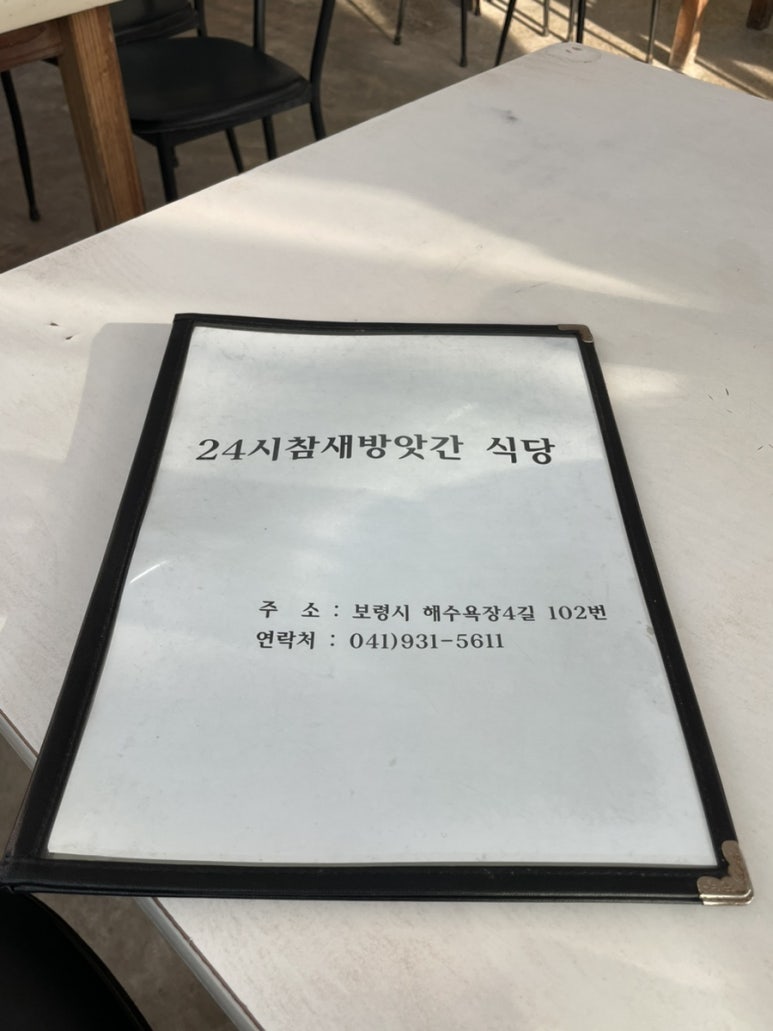 24시참새방앗간 식당
주 소 : 보령시 해수욕장4길 102번
연락처 : 041)931-5611